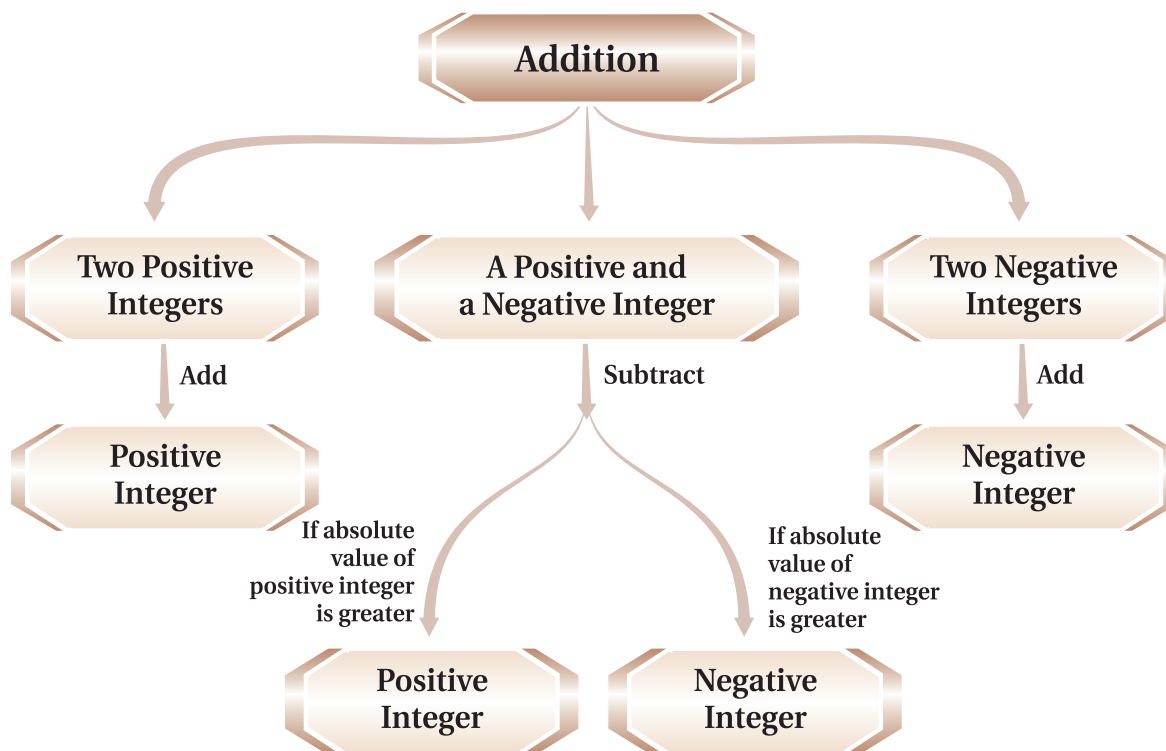 Addition
Two Positive
Integers
A Positive and
a Negative Integer
Two Negative
Integers
Add
Subtract
Add
Positive
Integer
Negative
Integer
If absolute
value of
positive integer
is greater
If absolute
value of
negative integer
is greater
Positive
Integer
Negative
Integer